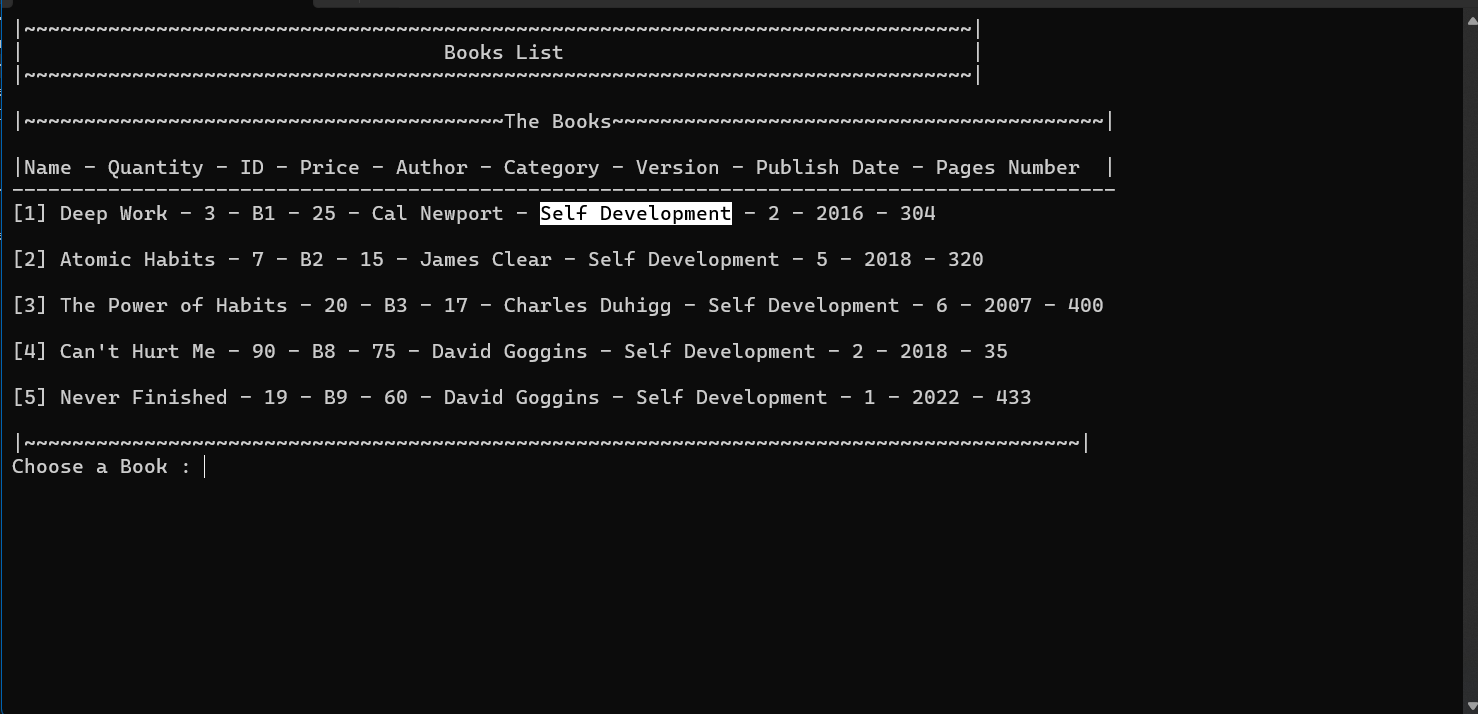 |~~~~~~~~~~~~~~~~~~~~~~~~~~~~~~~~~~~~~~~~~~~~~~~~~~~~~~~~~~~~~~~~~~~~~~~~~~~~~~~|
|                                   Books List                                  |
|~~~~~~~~~~~~~~~~~~~~~~~~~~~~~~~~~~~~~~~~~~~~~~~~~~~~~~~~~~~~~~~~~~~~~~~~~~~~~~~|
|~~~~~~~~~~~~~~~~~~~~~~~~~~~~~~~~~~~~~~~~The Books~~~~~~~~~~~~~~~~~~~~~~~~~~~~~~~~~~~~~~~~~|
|Name - Quantity - ID - Price - Author - Category - Version - Publish Date - Pages Number  |
--------------------------------------------------------------------------------------------
[1] Deep Work - 3 - B1 - 25 - Cal Newport - Self Development - 2 - 2016 - 304
[2] Atomic Habits - 7 - B2 - 15 - James Clear - Self Development - 5 - 2018 - 320
[3] The Power of Habits - 20 - B3 - 17 - Charles Duhigg - Self Development - 6 - 2007 - 400
[4] Can't Hurt Me - 90 - B8 - 75 - David Goggins - Self Development - 2 - 2018 - 35
[5] Never Finished - 19 - B9 - 60 - David Goggins - Self Development - 1 - 2022 - 433
|~~~~~~~~~~~~~~~~~~~~~~~~~~~~~~~~~~~~~~~~~~~~~~~~~~~~~~~~~~~~~~~~~~~~~~~~~~~~~~~~~~~~~~~~|
Choose a Book :